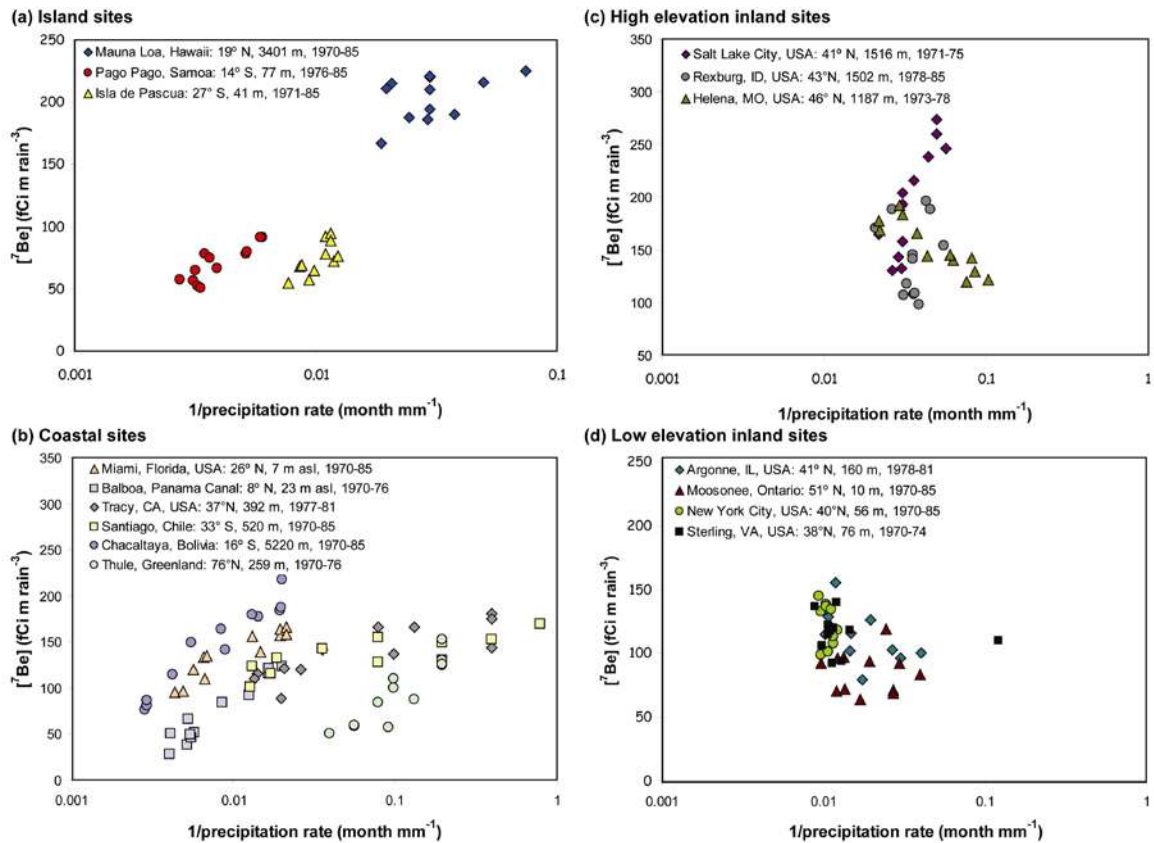 (a) Island sites
250
200
150
100
50
0
[⁷Be] (fCi m rain⁻³)
Mauna Loa, Hawaii: 19º N, 3401 m, 1970-85
Pago Pago, Samoa: 14º S, 77 m, 1976-85
Isla de Pascua: 27° S, 41 m, 1971-85
0.001
0.01
0.1
1/precipitation rate (month mm⁻¹)
(b) Coastal sites
350
300
250
200
150
100
50
0
[⁷Be] (fCi m rain⁻³)
Miami, Florida, USA: 26° N, 7 m asl, 1970-85
Balboa, Panama Canal: 8° N, 23 m asl, 1970-76
Tracy, CA, USA: 37°N, 392 m, 1977-81
Santiago, Chile: 33° S, 520 m, 1970-85
Chacaltaya, Bolivia: 16º S, 5220 m, 1970-85
Thule, Greenland: 76°N, 259 m, 1970-76
0.001
0.01
0.1
1
1/precipitation rate (month mm⁻¹)
(c) High elevation inland sites
350
300
250
200
150
100
50
[⁷Be] (fCi m rain⁻³)
Salt Lake City, USA: 41° N, 1516 m, 1971-75
Rexburg, ID, USA: 43°N, 1502 m, 1978-85
Helena, MO, USA: 46° N, 1187 m, 1973-78
0.001
0.01
0.1
1
1/precipitation rate (month mm⁻¹)
(d) Low elevation inland sites
250
200
150
100
50
0
[⁷Be] (fCi m rain⁻³)
Argonne, IL, USA: 41° N, 160 m, 1978-81
Moosonee, Ontario: 51° N, 10 m, 1970-85
New York City, USA: 40°N, 56 m, 1970-85
Sterling, VA, USA: 38°N, 76 m, 1970-74
0.001
0.01
0.1
1
1/precipitation rate (month mm⁻¹)